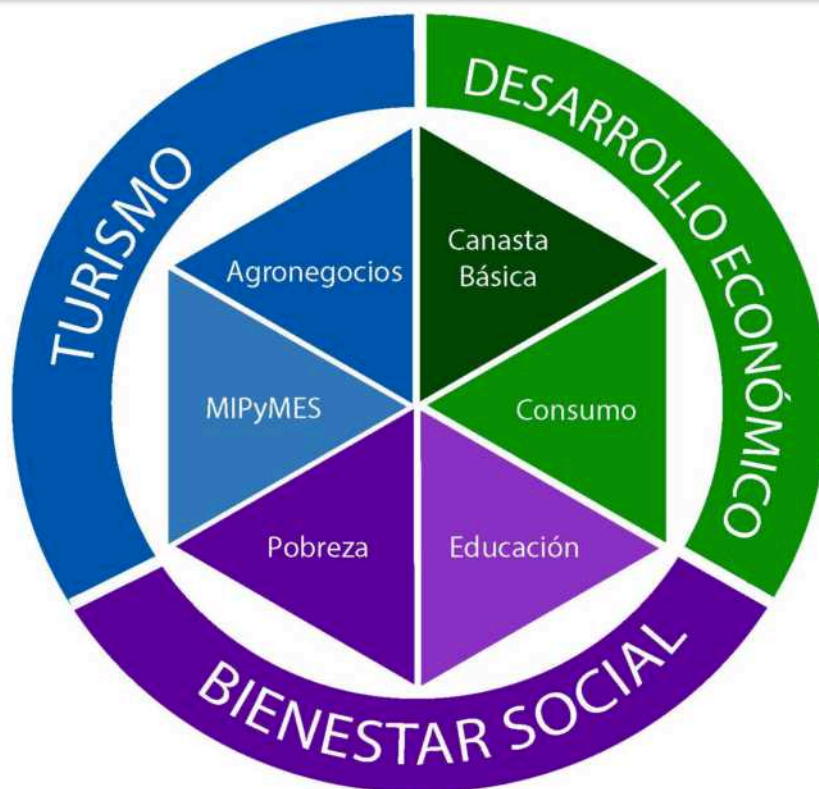 TURISMO
DESARROLLO ECONÓMICO
Agronegocios
Canasta
Básica
MIPyMES
Consumo
Pobreza
Educación
BIENESTAR SOCIAL